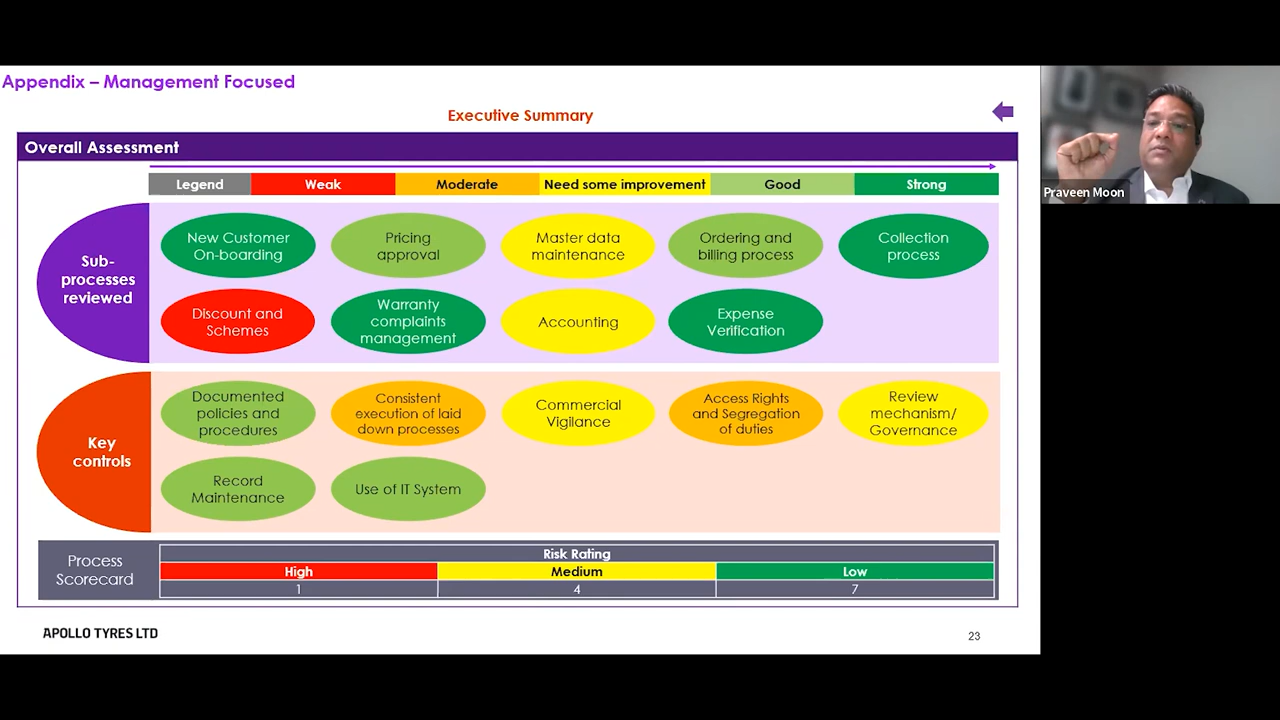 Appendix – Management Focused
Executive Summary
Overall Assessment
Legend
Weak
Moderate
Need some improvement
Good
Strong
Sub-
processes
reviewed
New Customer
On-boarding
Pricing
approval
Master data
maintenance
Ordering and
billing process
Collection
process
Discount and
Schemes
Warranty
complaints
management
Accounting
Expense
Verification
Key
controls
Documented
policies and
procedures
Consistent
execution of laid
down processes
Commercial
Vigilance
Access Rights
and Segregation
of duties
Review
mechanism/
Governance
Record
Maintenance
Use of IT System
Process
Scorecard
Risk Rating
High
Medium
Low
1
4
7
APOLLO TYRES LTD
23
Praveen Moon